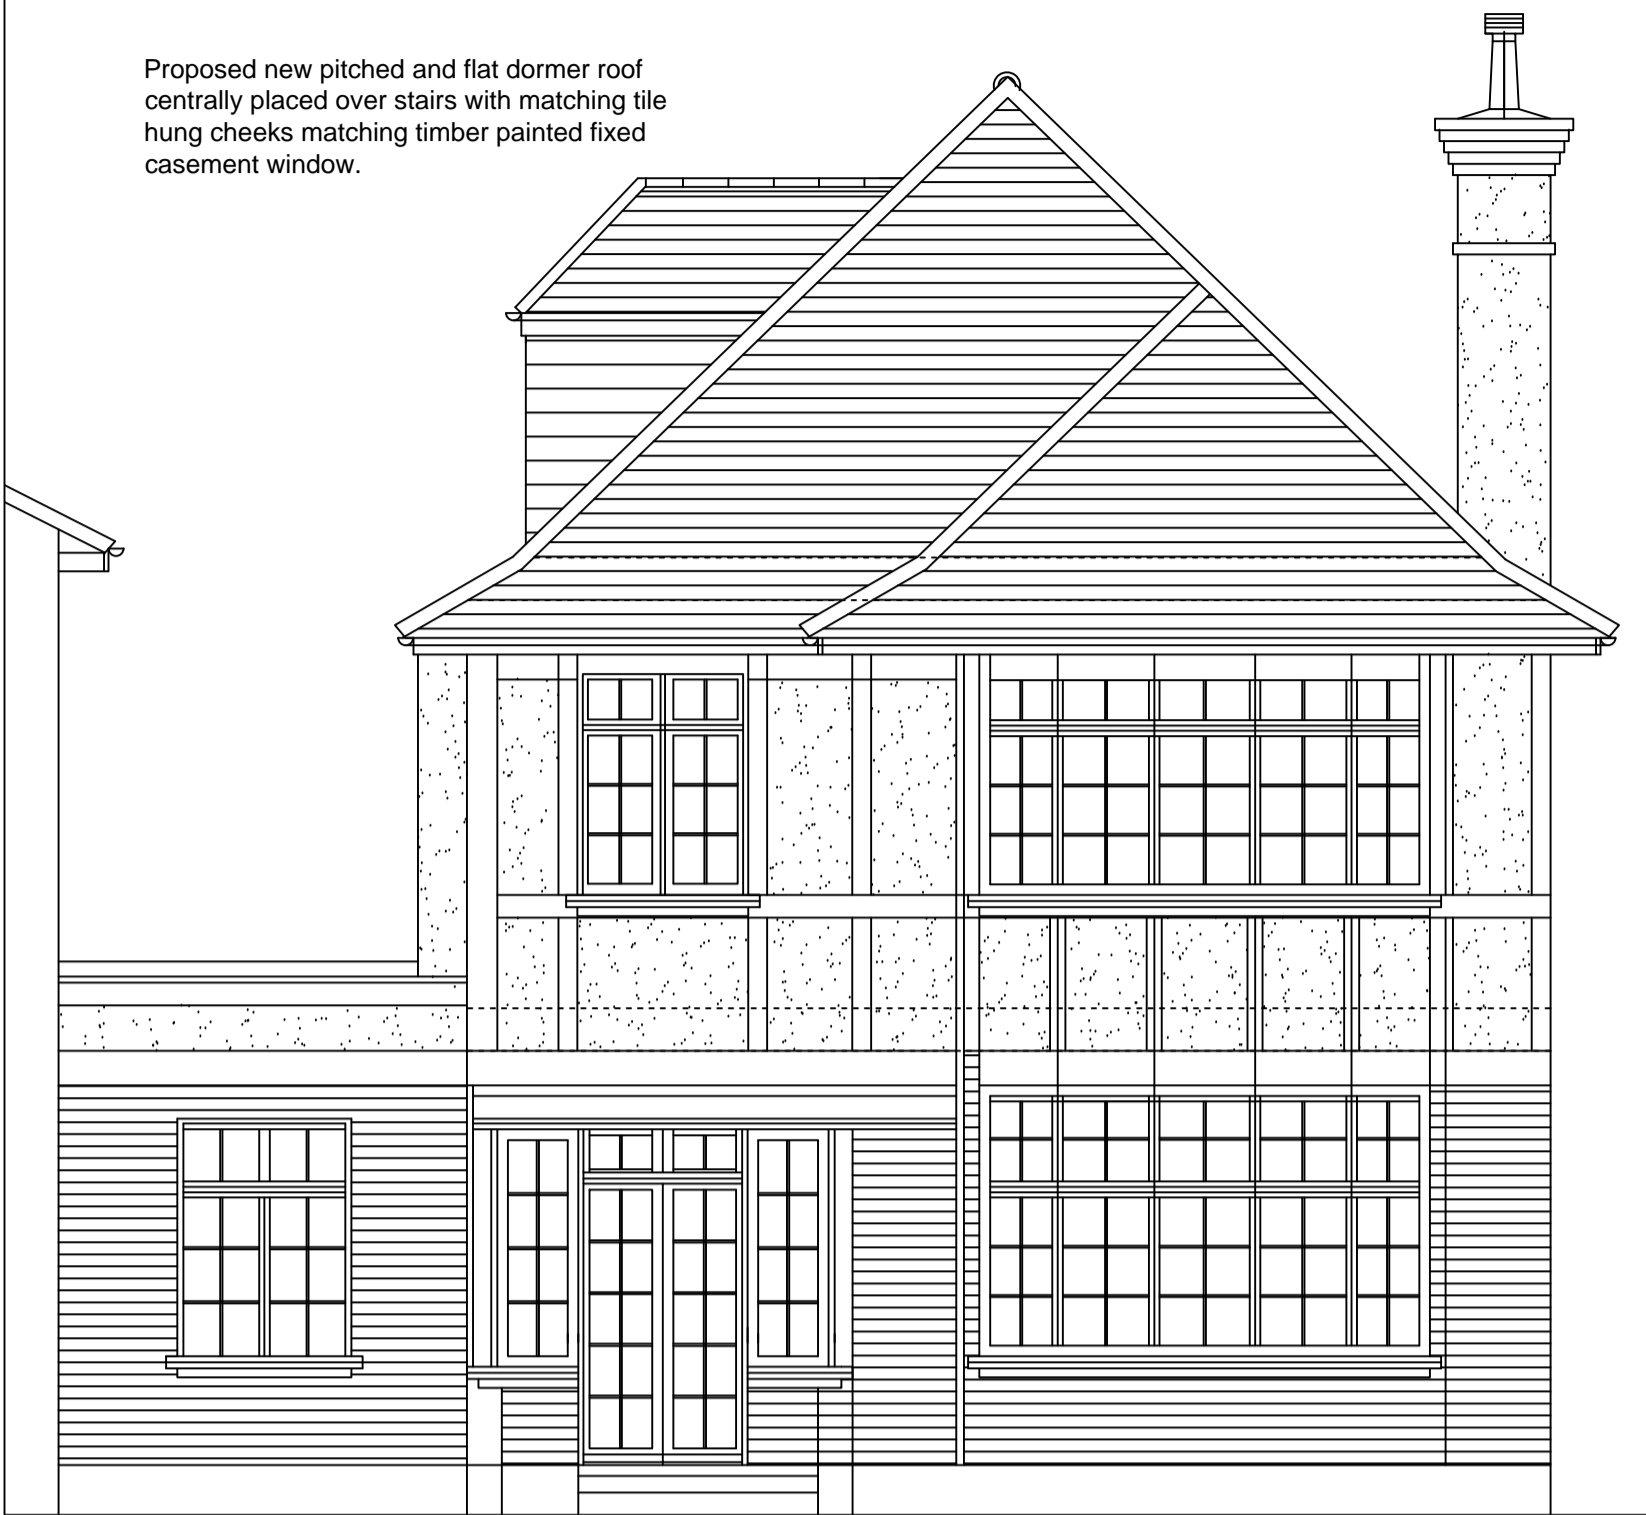 Proposed new pitched and flat dormer roof
centrally placed over stairs with matching tile
hung cheeks matching timber painted fixed
casement window.